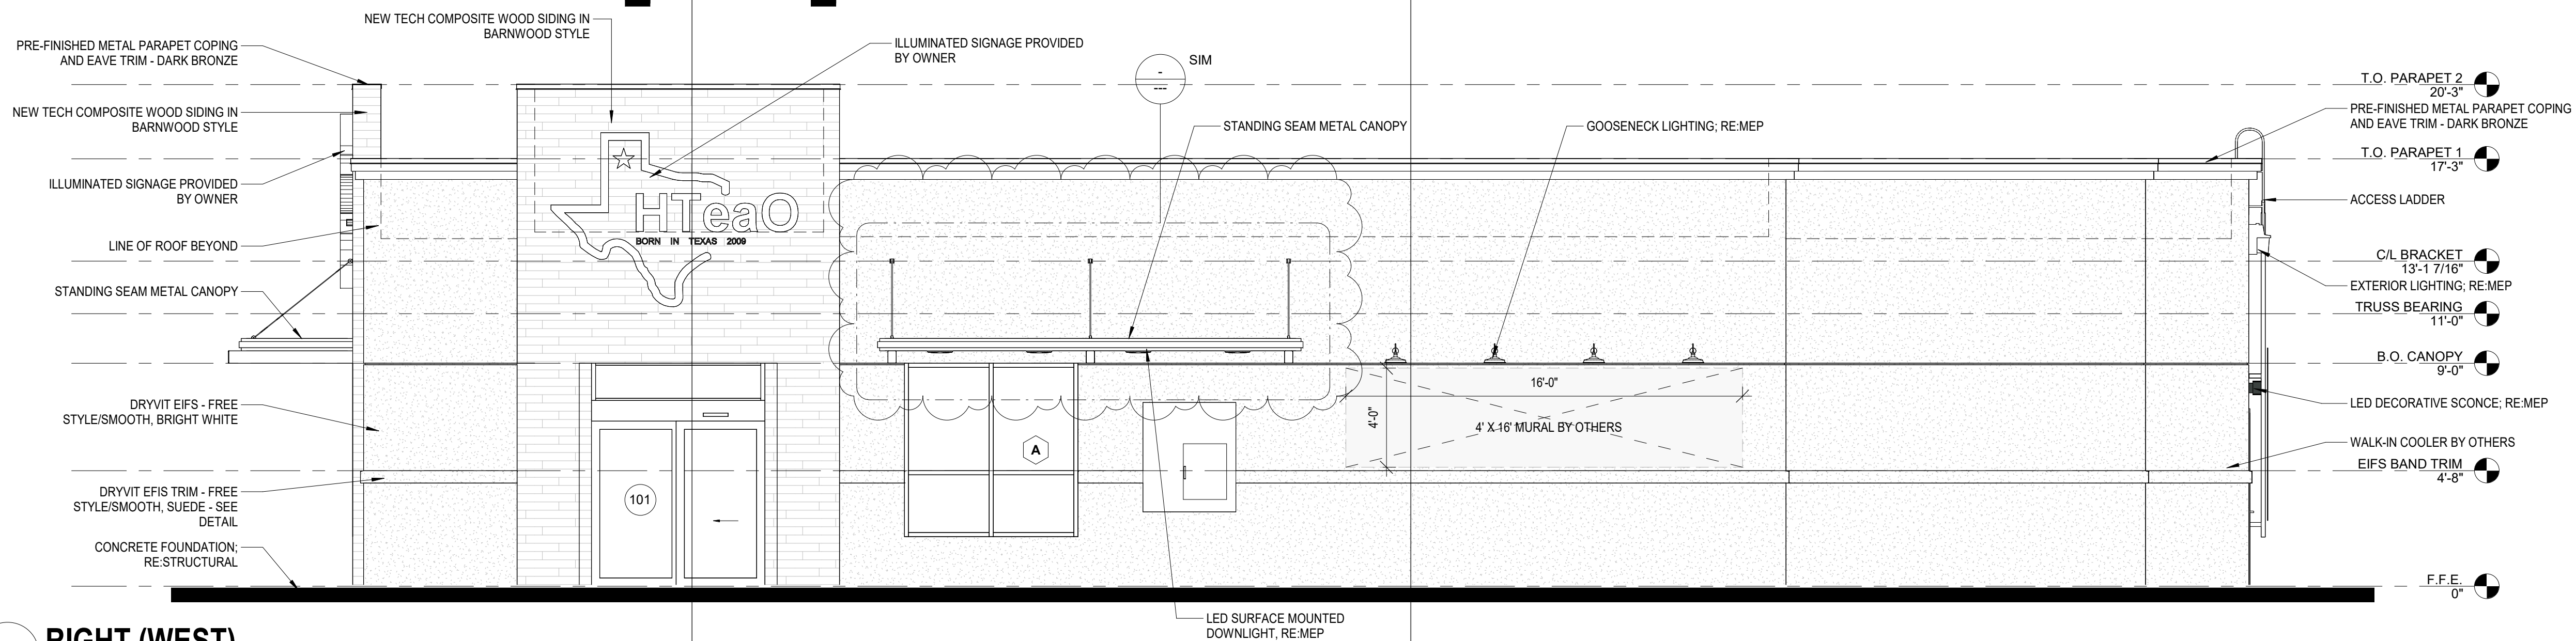 NEW TECH COMPOSITE WOOD SIDING IN
BARNWOOD STYLE
PRE-FINISHED METAL PARAPET COPING
AND EAVE TRIM - DARK BRONZE
NEW TECH COMPOSITE WOOD SIDING IN
BARNWOOD STYLE
ILLUMINATED SIGNAGE PROVIDED
BY OWNER
LINE OF ROOF BEYOND
STANDING SEAM METAL CANOPY
DRYVIT EIFS - FREE
STYLE/SMOOTH, BRIGHT WHITE
DRYVIT EFIS TRIM - FREE
STYLE/SMOOTH, SUEDE - SEE
DETAIL
CONCRETE FOUNDATION;
RE:STRUCTURAL
ILLUMINATED SIGNAGE PROVIDED
BY OWNER
HTeaO
BORN IN TEXAS 2009
101
-
---
SIM
STANDING SEAM METAL CANOPY
GOOSENECK LIGHTING; RE:MEP
A
16'-0"
4'-0"
4' X 16' MURAL BY OTHERS
LED SURFACE MOUNTED
DOWNLIGHT, RE:MEP
T.O. PARAPET 2
20'-3"
PRE-FINISHED METAL PARAPET COPING
AND EAVE TRIM - DARK BRONZE
T.O. PARAPET 1
17'-3"
ACCESS LADDER
C/L BRACKET
13'-1 7/16"
EXTERIOR LIGHTING; RE:MEP
TRUSS BEARING
11'-0"
B.O. CANOPY
9'-0"
LED DECORATIVE SCONCE; RE:MEP
WALK-IN COOLER BY OTHERS
EIFS BAND TRIM
4'-8"
F.F.E.
0"
RIGHT (WEST)